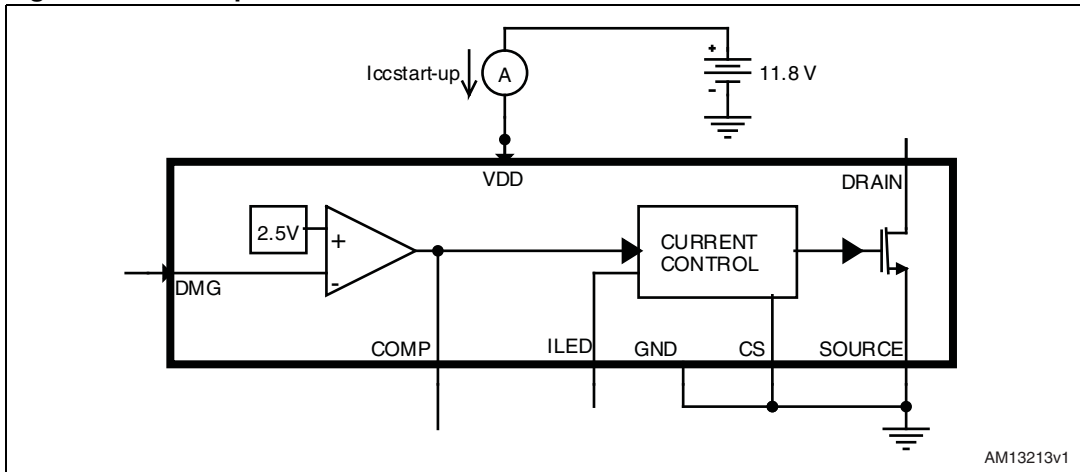 Iccstart-up
A
+
-
11.8 V
VDD
DRAIN
2.5V
+
-
CURRENT
CONTROL
DMG
COMP
ILED
GND
CS
SOURCE
AM13213v1